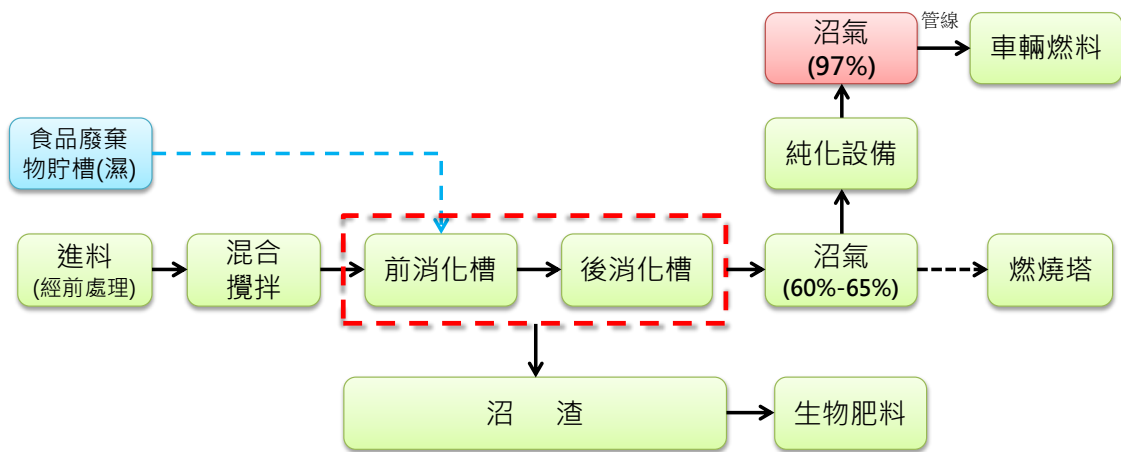 沼氣
(97%)
管線
車輛燃料
食品廢棄
物貯槽(濕)
純化設備
進料
(經前處理)
混合
攪拌
前消化槽
後消化槽
沼氣
(60%-65%)
燃燒塔
沼 渣
生物肥料